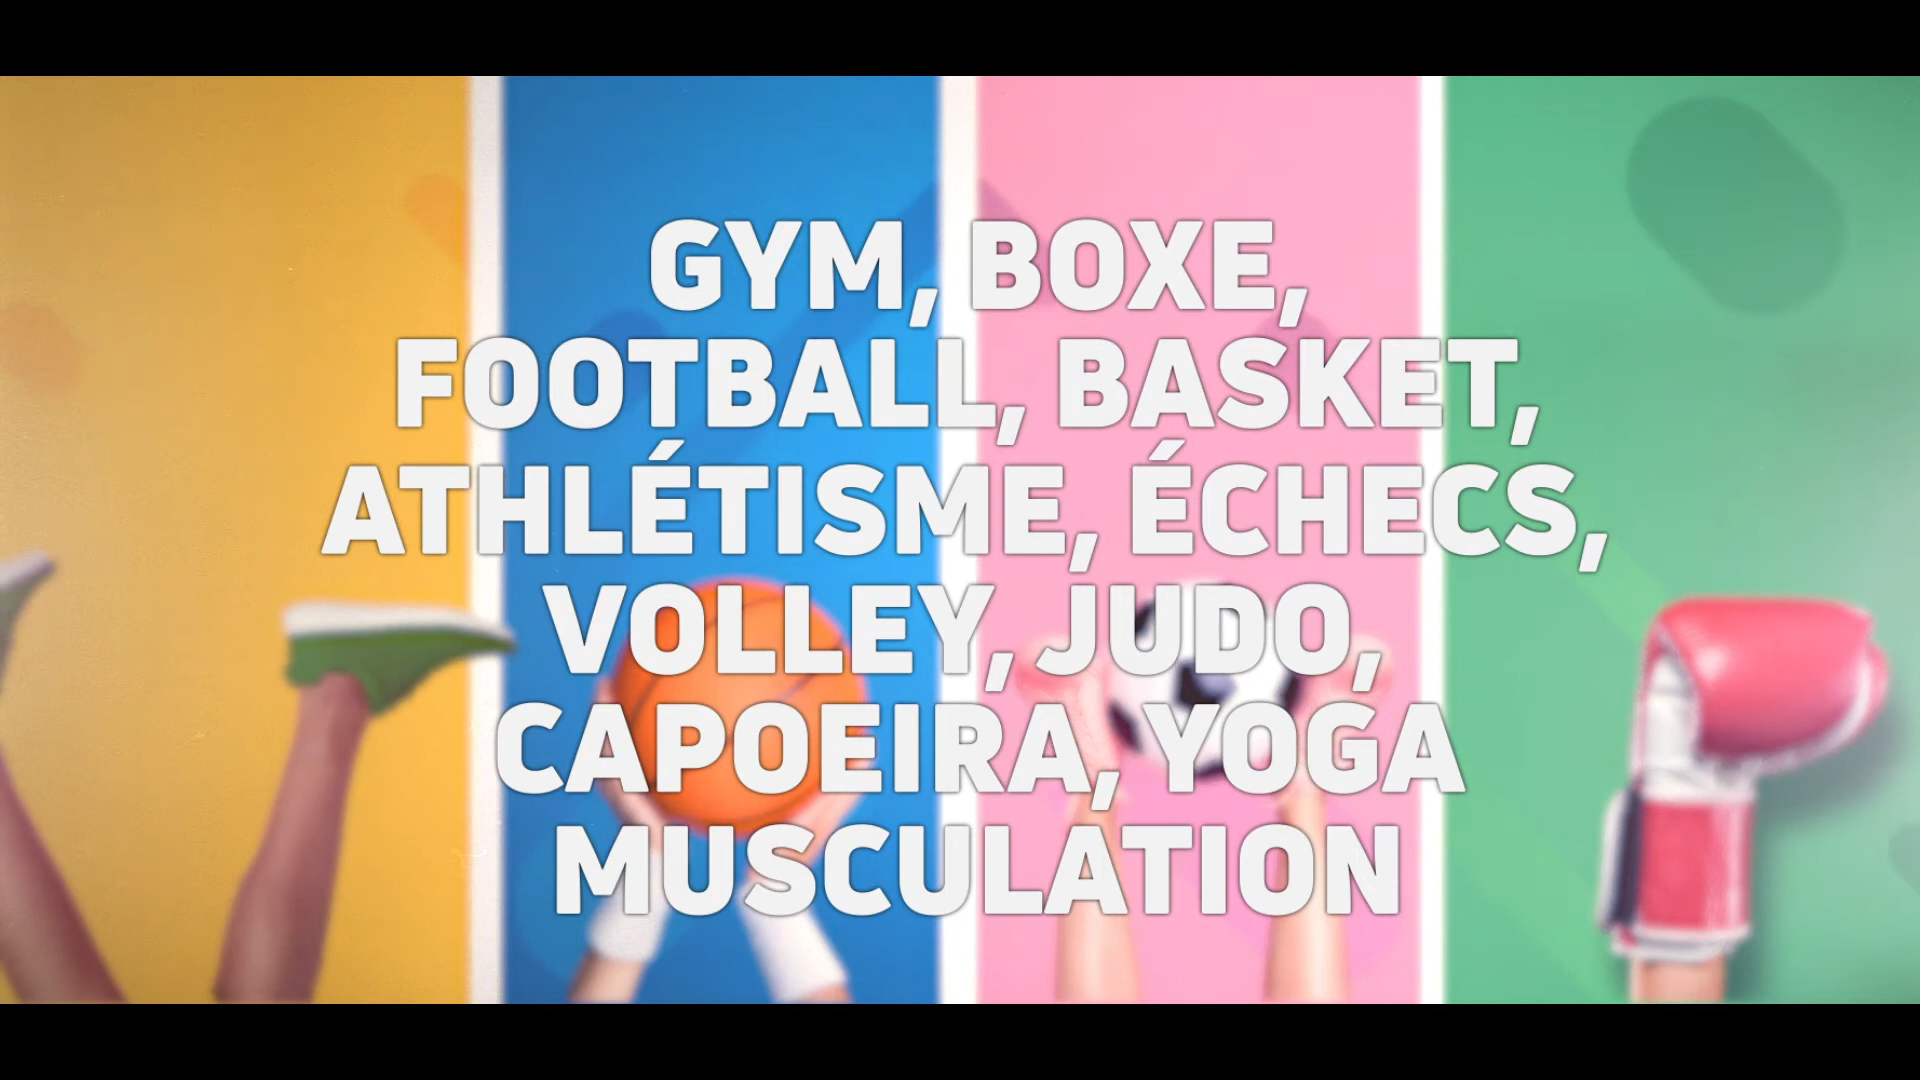 GYM, BOXE,
FOOTBALL, BASKET,
ATHLÉTISME, ÉCHECS,
VOLLEY, JUDO,
CAPOEIRA, YOGA
MUSCULATION